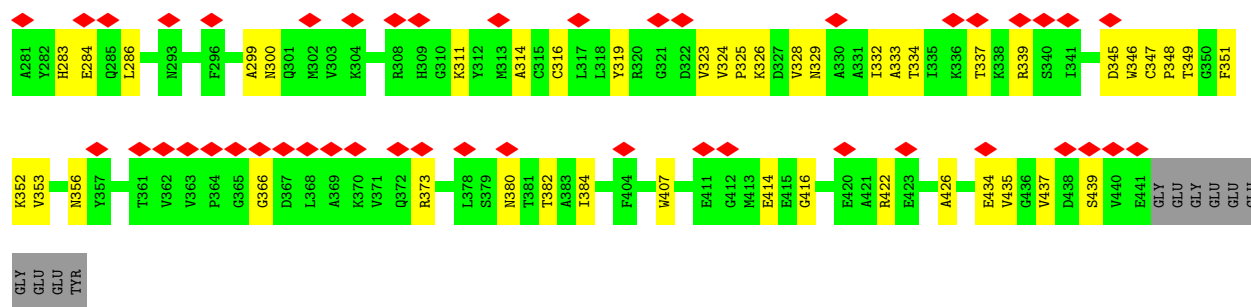 A281 Y282 H283 E284 Q285 L286 N293 F296 A299 N300 Q301 M302 V303 K304 R308 H309 G310 K311 Y312 M313 A314 C315 C316 L317 L318 Y319 R320 G321 D322 V323 V324 P325 K326 D327 V328 N329 A330 A331 I332 A333 T334 I335 K336 T337 K338 R339 S340 I341 D345 W346 C347 P348 T349 G350 F351
K352 V353 N356 Y357 T361 V362 V363 P364 G365 G366 D367 L368 A369 K370 V371 Q372 R373 L378 S379 N380 T381 T382 A383 I384 F404 W407 E411 G412 M413 E414 E415 G416 E420 A421 R422 E423 A426 E434 V435 G436 V437 D438 S439 V440 E441 GLY GLU GLY GLU GLU GLU
GLY GLU GLU TYR